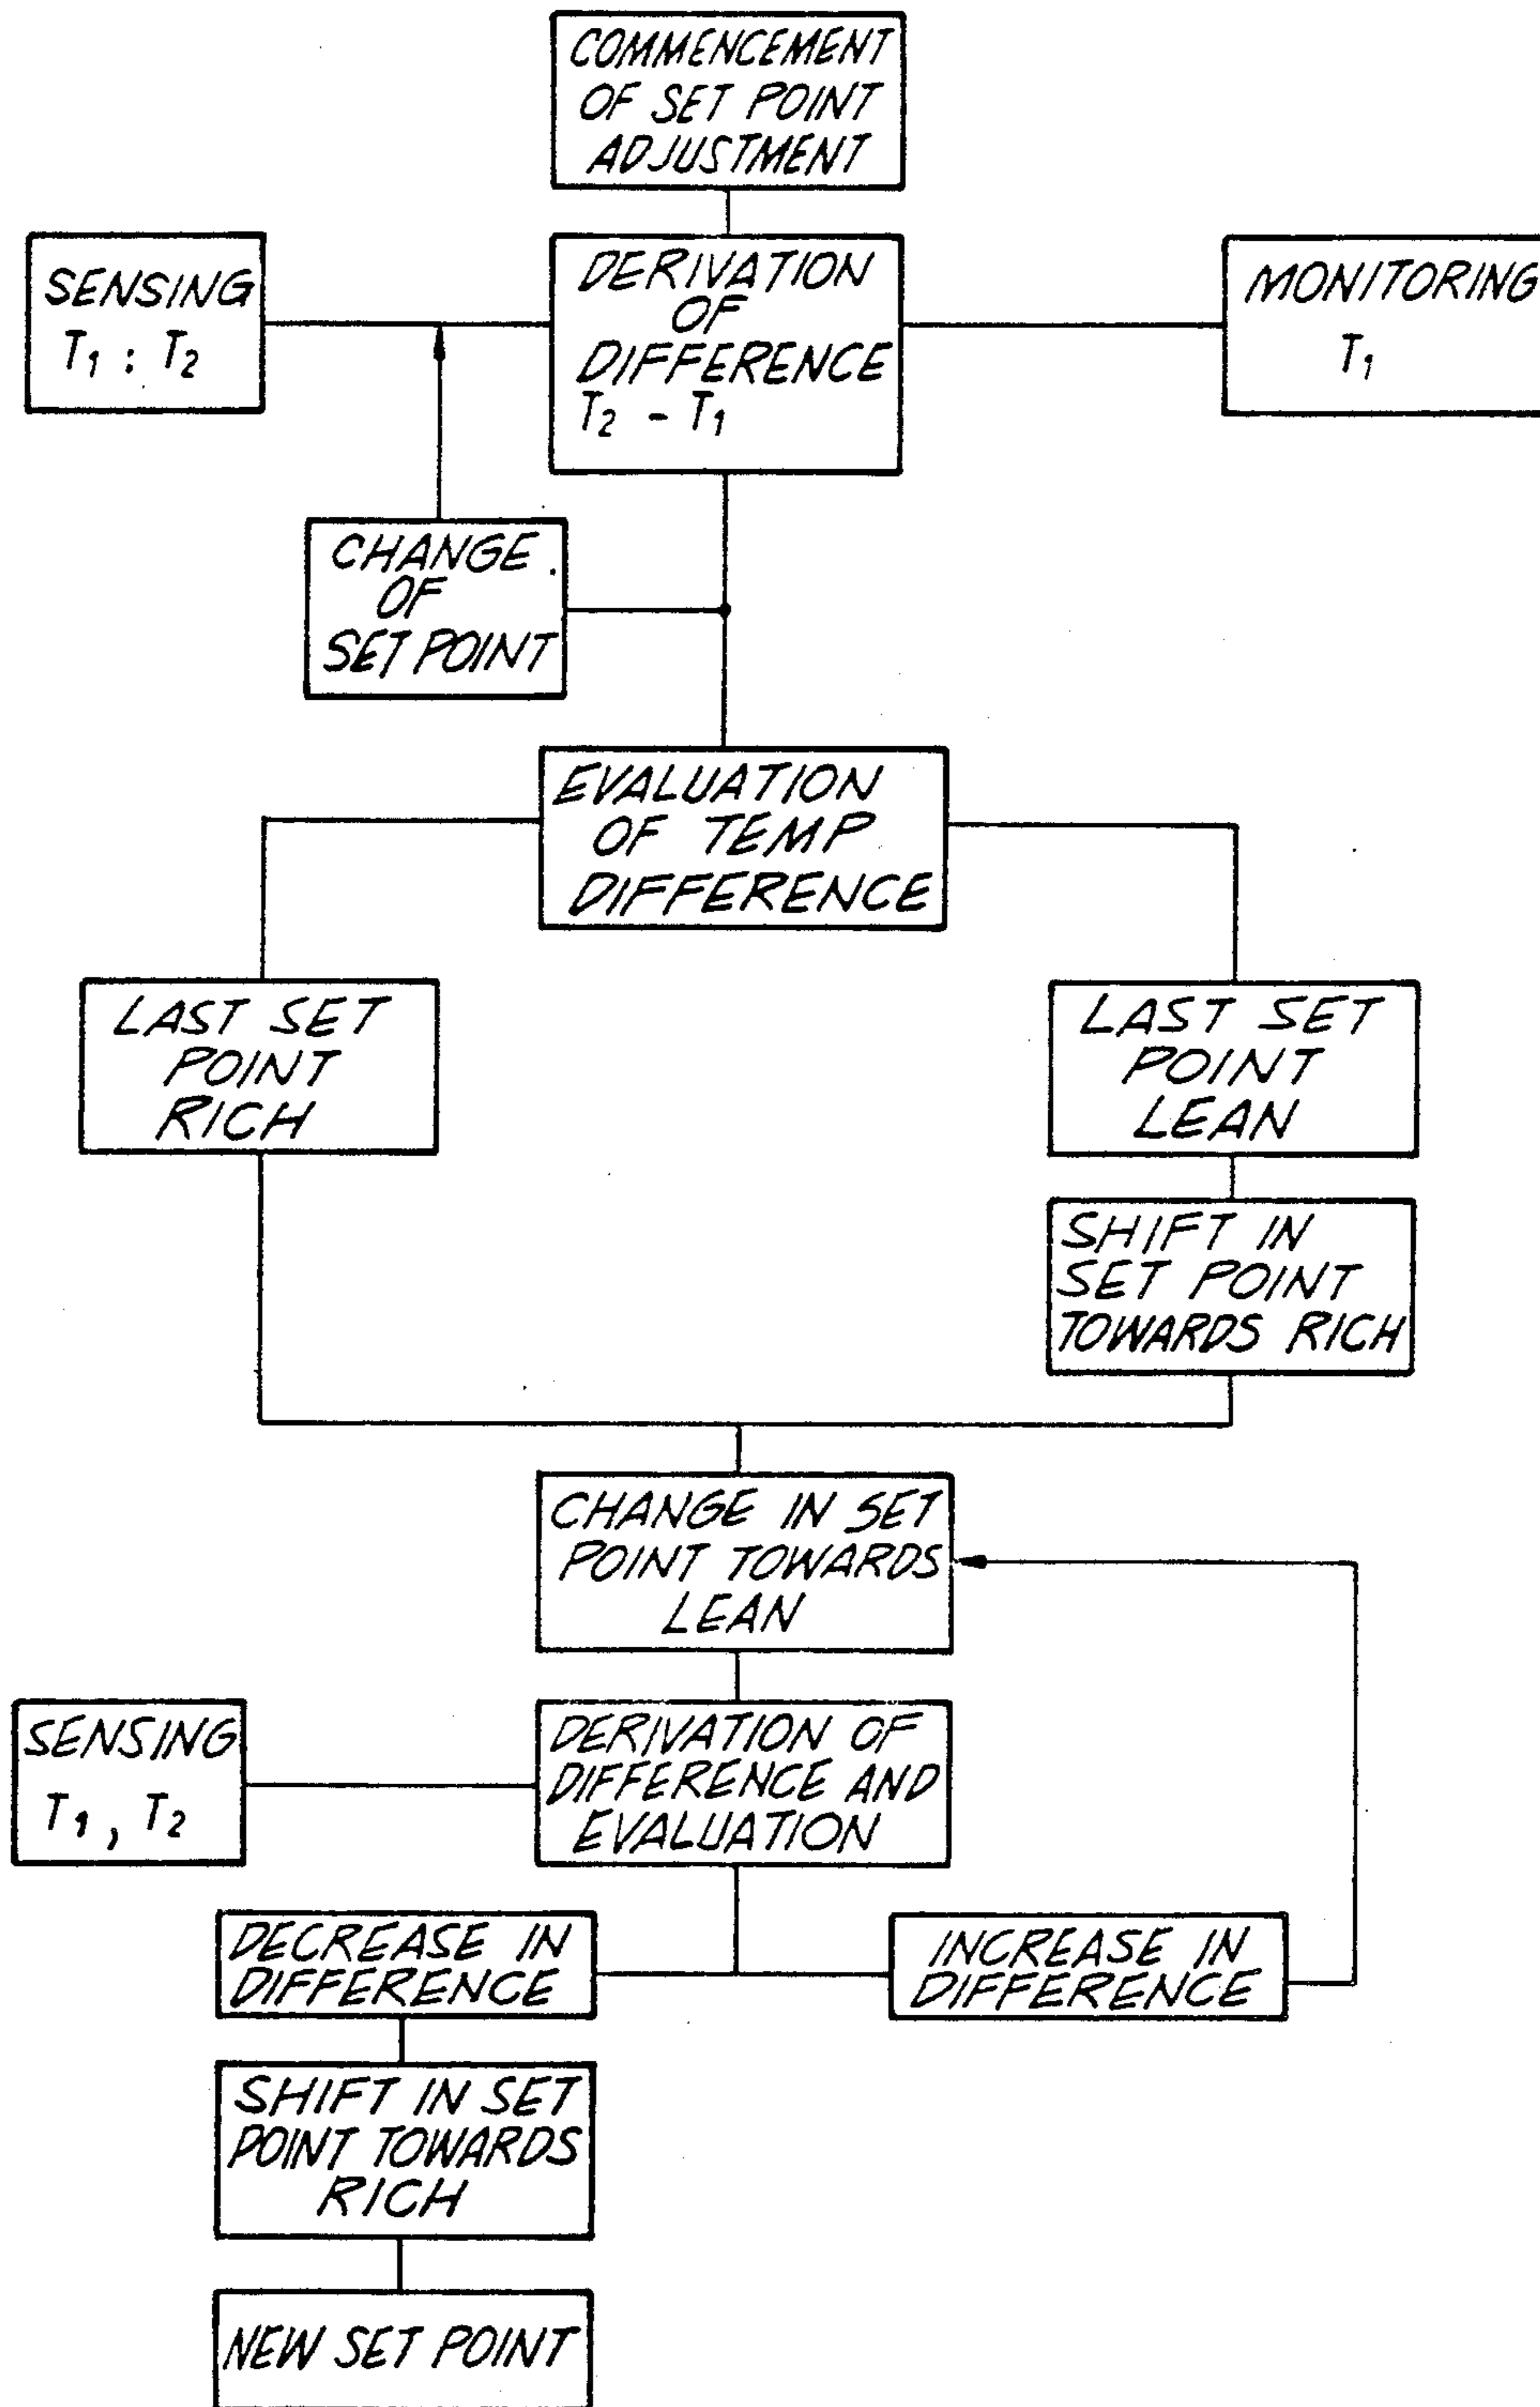 COMMENCEMENT
OF SET POINT
ADJUSTMENT
SENSING
T₁ : T₂
DERIVATION
OF
DIFFERENCE
T₂ - T₁
MONITORING
T₁
CHANGE
OF
SET POINT
EVALUATION
OF TEMP
DIFFERENCE
LAST SET
POINT
RICH
LAST SET
POINT
LEAN
SHIFT IN
SET POINT
TOWARDS RICH
CHANGE IN SET
POINT TOWARDS
LEAN
SENSING
T₁, T₂
DERIVATION OF
DIFFERENCE AND
EVALUATION
DECREASE IN
DIFFERENCE
INCREASE IN
DIFFERENCE
SHIFT IN SET
POINT TOWARDS
RICH
NEW SET POINT